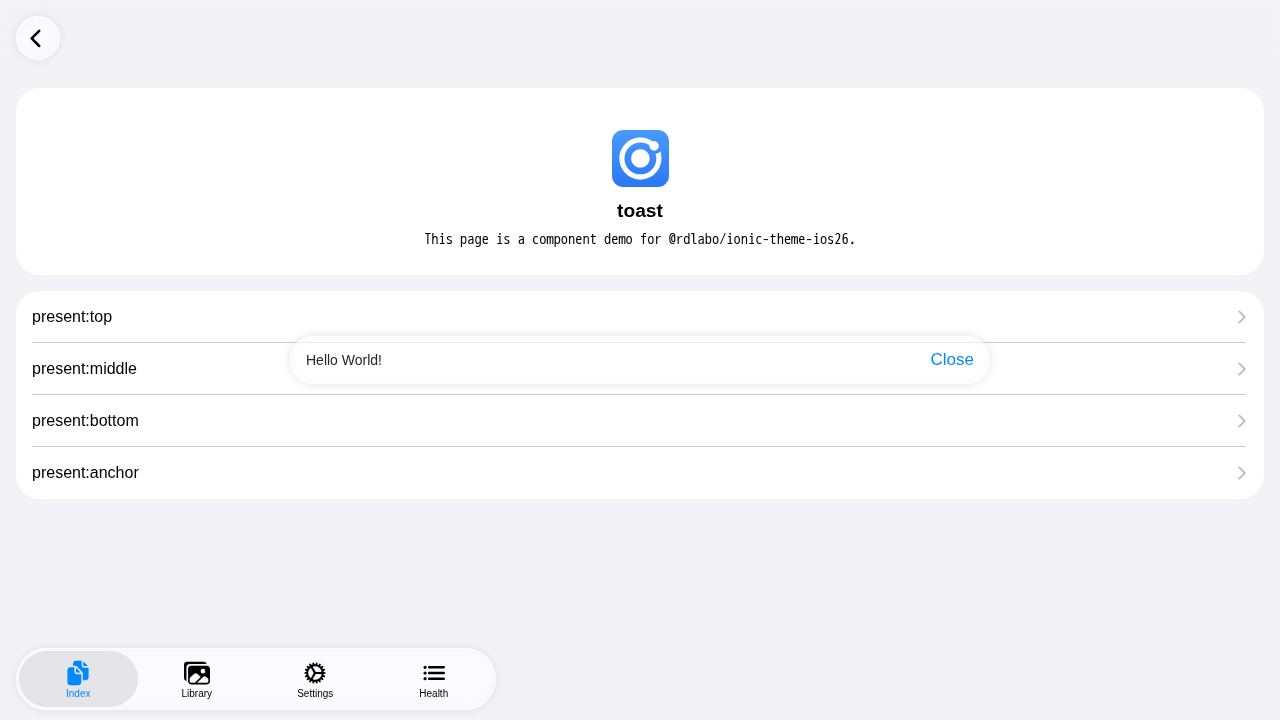 toast
This page is a component demo for @rdlabo/ionic-theme-ios26.
present:top
Hello World! Close
present:middle
present:bottom
present:anchor
Index Library Settings Health